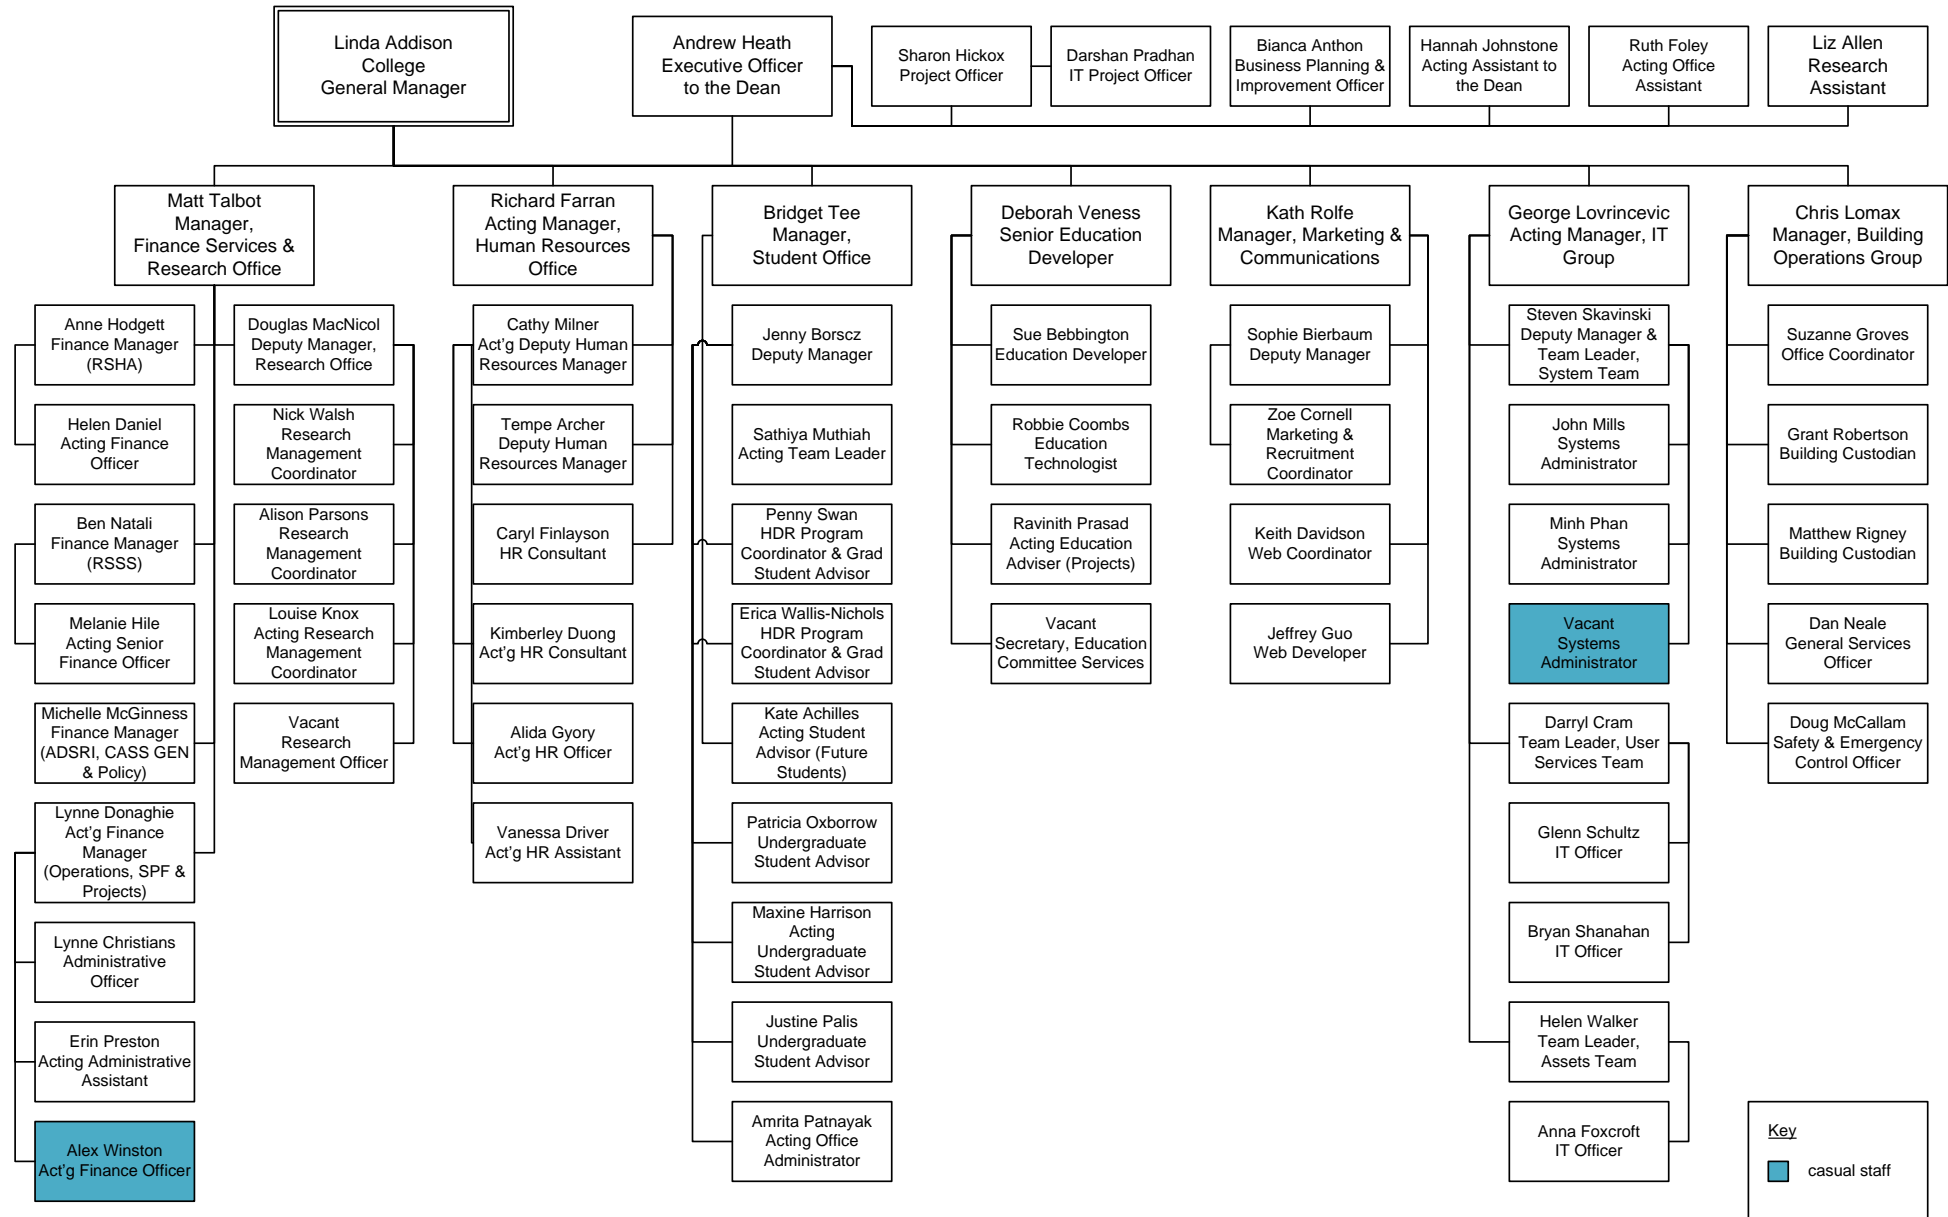 Linda Addison
College
General Manager
Andrew Heath
Executive Officer
to the Dean
Sharon Hickox
Project Officer
Darshan Pradhan
IT Project Officer
Bianca Anthon
Business Planning &
Improvement Officer
Hannah Johnstone
Acting Assistant to
the Dean
Ruth Foley
Acting Office
Assistant
Liz Allen
Research
Assistant
Matt Talbot
Manager,
Finance Services &
Research Office
Richard Farran
Acting Manager,
Human Resources
Office
Bridget Tee
Manager,
Student Office
Deborah Veness
Senior Education
Developer
Kath Rolfe
Manager, Marketing &
Communications
George Lovrincevic
Acting Manager, IT
Group
Chris Lomax
Manager, Building
Operations Group
Anne Hodgett
Finance Manager
(RSHA)
Helen Daniel
Acting Finance
Officer
Ben Natali
Finance Manager
(RSSS)
Melanie Hile
Acting Senior
Finance Officer
Michelle McGinness
Finance Manager
(ADSRI, CASS GEN
& Policy)
Lynne Donaghie
Act'g Finance
Manager
(Operations, SPF &
Projects)
Lynne Christians
Administrative
Officer
Erin Preston
Acting Administrative
Assistant
Alex Winston
Act'g Finance Officer
Douglas MacNicol
Deputy Manager,
Research Office
Nick Walsh
Research
Management
Coordinator
Alison Parsons
Research
Management
Coordinator
Louise Knox
Acting Research
Management
Coordinator
Vacant
Research
Management Officer
Cathy Milner
Act'g Deputy Human
Resources Manager
Tempe Archer
Deputy Human
Resources Manager
Caryl Finlayson
HR Consultant
Kimberley Duong
Act'g HR Consultant
Alida Gyory
Act'g HR Officer
Vanessa Driver
Act'g HR Assistant
Jenny Borscz
Deputy Manager
Sathiya Muthiah
Acting Team Leader
Penny Swan
HDR Program
Coordinator & Grad
Student Advisor
Erica Wallis-Nichols
HDR Program
Coordinator & Grad
Student Advisor
Kate Achilles
Acting Student
Advisor (Future
Students)
Patricia Oxborrow
Undergraduate
Student Advisor
Maxine Harrison
Acting
Undergraduate
Student Advisor
Justine Palis
Undergraduate
Student Advisor
Amrita Patnayak
Acting Office
Administrator
Sue Bebbington
Education Developer
Robbie Coombs
Education
Technologist
Ravinith Prasad
Acting Education
Adviser (Projects)
Vacant
Secretary, Education
Committee Services
Sophie Bierbaum
Deputy Manager
Zoe Cornell
Marketing &
Recruitment
Coordinator
Keith Davidson
Web Coordinator
Jeffrey Guo
Web Developer
Steven Skavinski
Deputy Manager &
Team Leader,
System Team
John Mills
Systems
Administrator
Minh Phan
Systems
Administrator
Vacant
Systems
Administrator
Darryl Cram
Team Leader, User
Services Team
Glenn Schultz
IT Officer
Bryan Shanahan
IT Officer
Helen Walker
Team Leader,
Assets Team
Anna Foxcroft
IT Officer
Suzanne Groves
Office Coordinator
Grant Robertson
Building Custodian
Matthew Rigney
Building Custodian
Dan Neale
General Services
Officer
Doug McCallam
Safety & Emergency
Control Officer
Key
casual staff